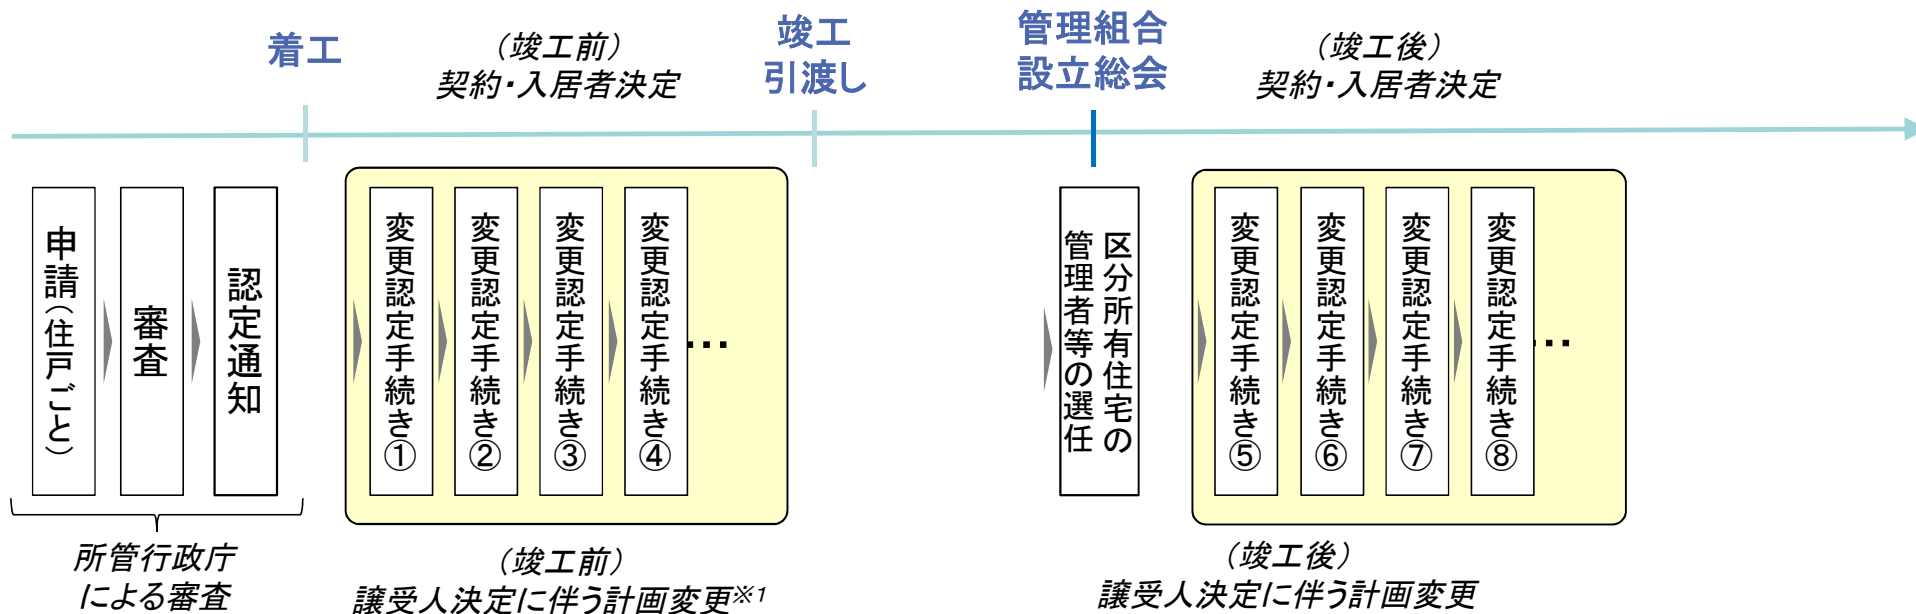 着工
（竣工前）
契約・入居者決定
竣工
引渡し
管理組合
設立総会
（竣工後）
契約・入居者決定
申請（住戸ごと）
審査
認定通知
変更認定手続き①
変更認定手続き②
変更認定手続き③
変更認定手続き④
…
区分所有住宅の
管理者等の選任
変更認定手続き⑤
変更認定手続き⑥
変更認定手続き⑦
変更認定手続き⑧
…
所管行政庁
による審査
（竣工前）
譲受人決定に伴う計画変更※1
（竣工後）
譲受人決定に伴う計画変更